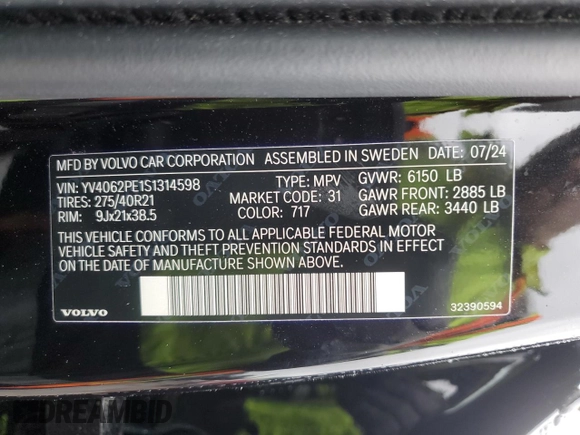 MFD BY VOLVO CAR CORPORATION ASSEMBLED IN SWEDEN DATE: 07/24
VIN: YV4062PE1S1314598 TYPE: MPV GVWR: 6150 LB
TIRES: 275/40R21 MARKET CODE: 31 GAWR FRONT: 2885 LB
RIM: 9Jx21x38.5 COLOR: 717 GAWR REAR: 3440 LB
THIS VEHICLE CONFORMS TO ALL APPLICABLE FEDERAL MOTOR
VEHICLE SAFETY AND THEFT PREVENTION STANDARDS IN EFFECT
ON THE DATE OF MANUFACTURE SHOWN ABOVE.
VOLVO 32390594
DREAMBID